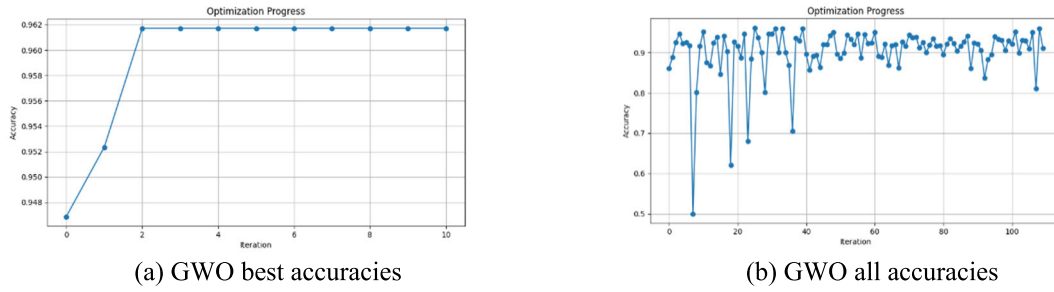 Optimization Progress
0.962
0.960
0.958
0.956
0.954
0.952
0.950
0.948
Accuracy
0 2 4 6 8 10
Iteration
(a) GWO best accuracies
Optimization Progress
0.9
0.8
0.7
0.6
0.5
Accuracy
0 20 40 60 80 100
Iteration
(b) GWO all accuracies